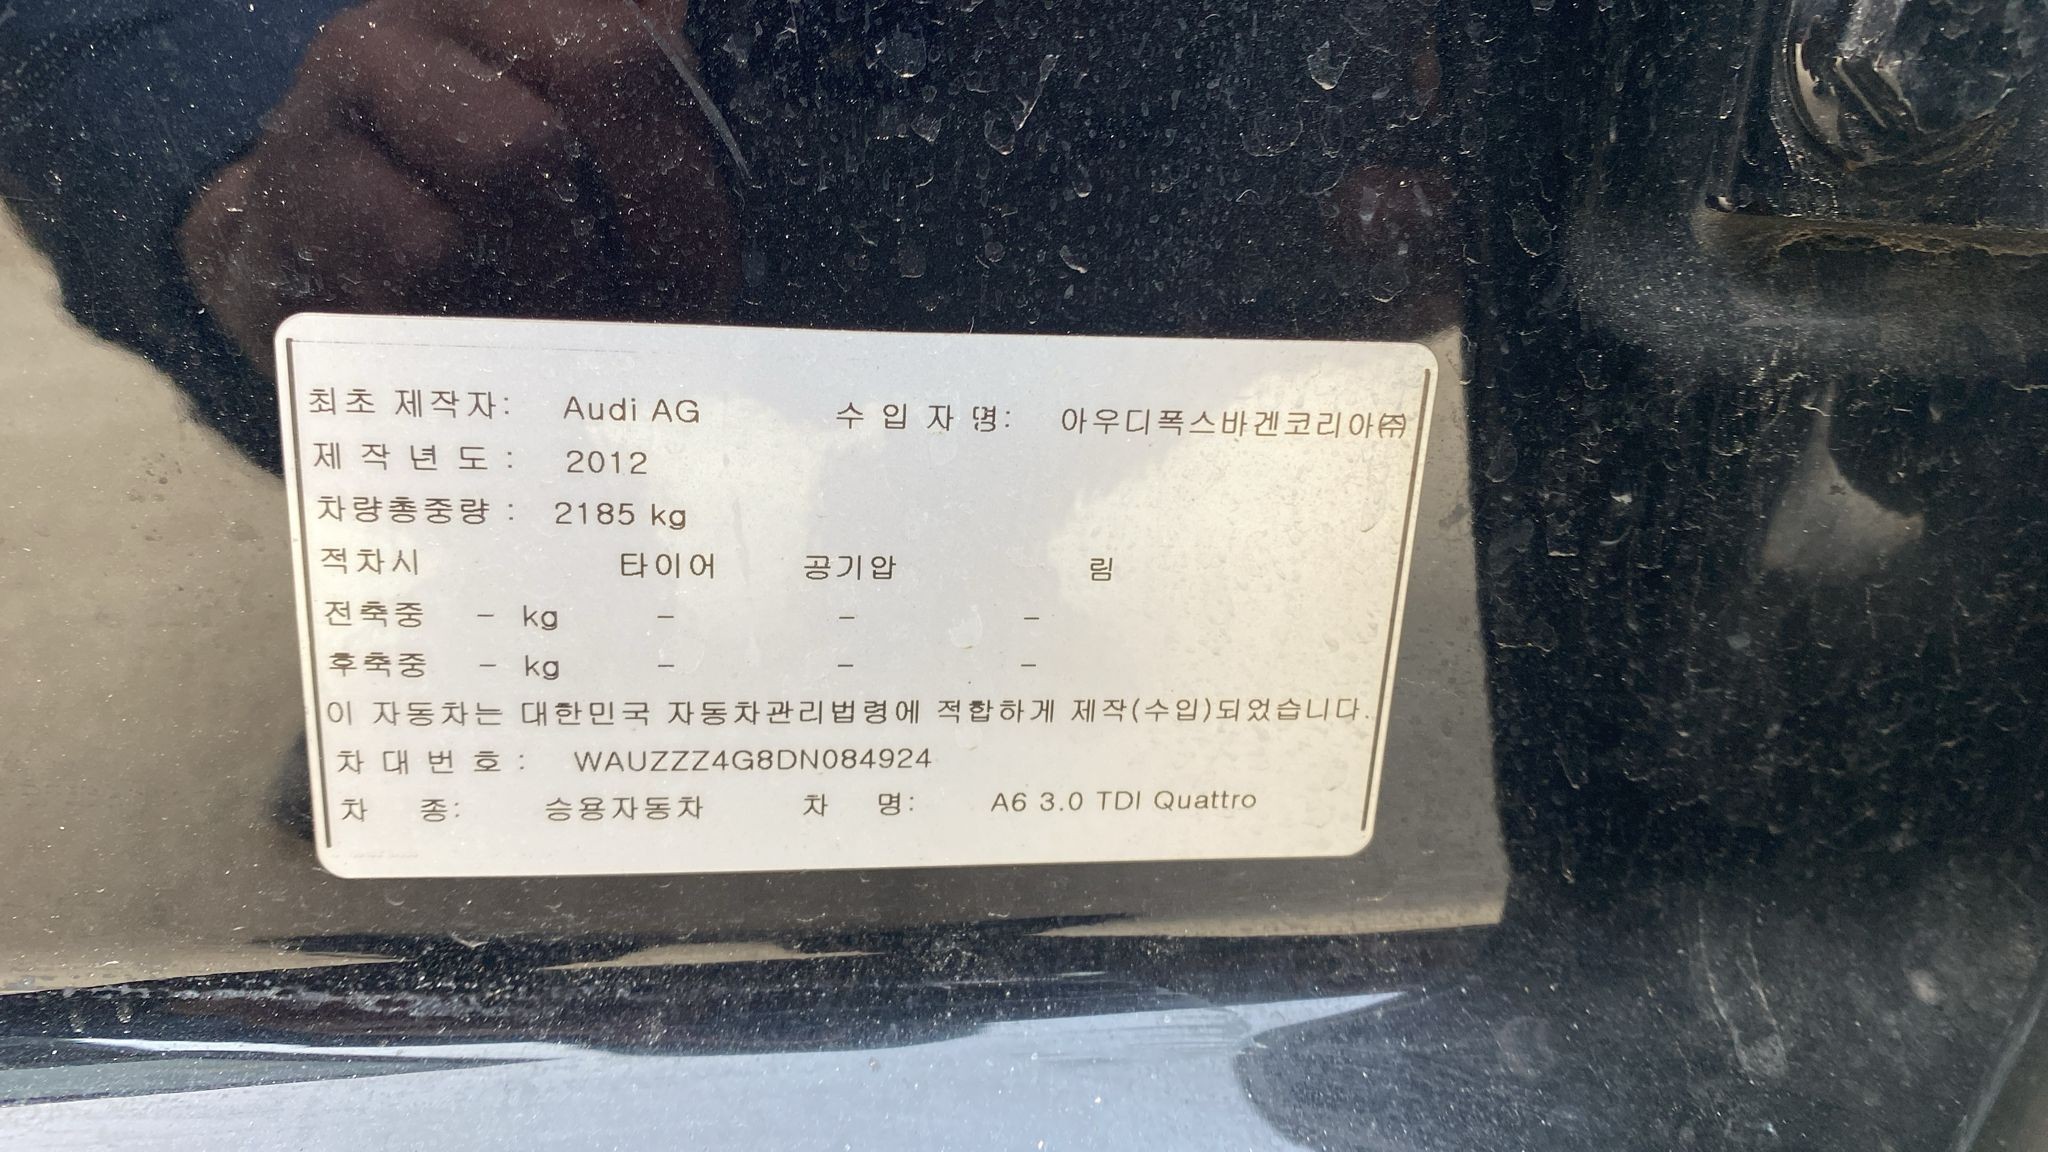 최초 제작자: Audi AG 수 입 자 명: 아우디폭스바겐코리아㈜
제 작 년 도 : 2012
차량총중량 : 2185 kg
적차시 타이어 공기압 림
전축중 - kg - - -
후축중 - kg - - -
이 자동차는 대한민국 자동차관리법령에 적합하게 제작(수입)되었습니다.
차 대 번 호 : WAUZZZ4G8DN084924
차 종: 승용자동차 차 명: A6 3.0 TDI Quattro